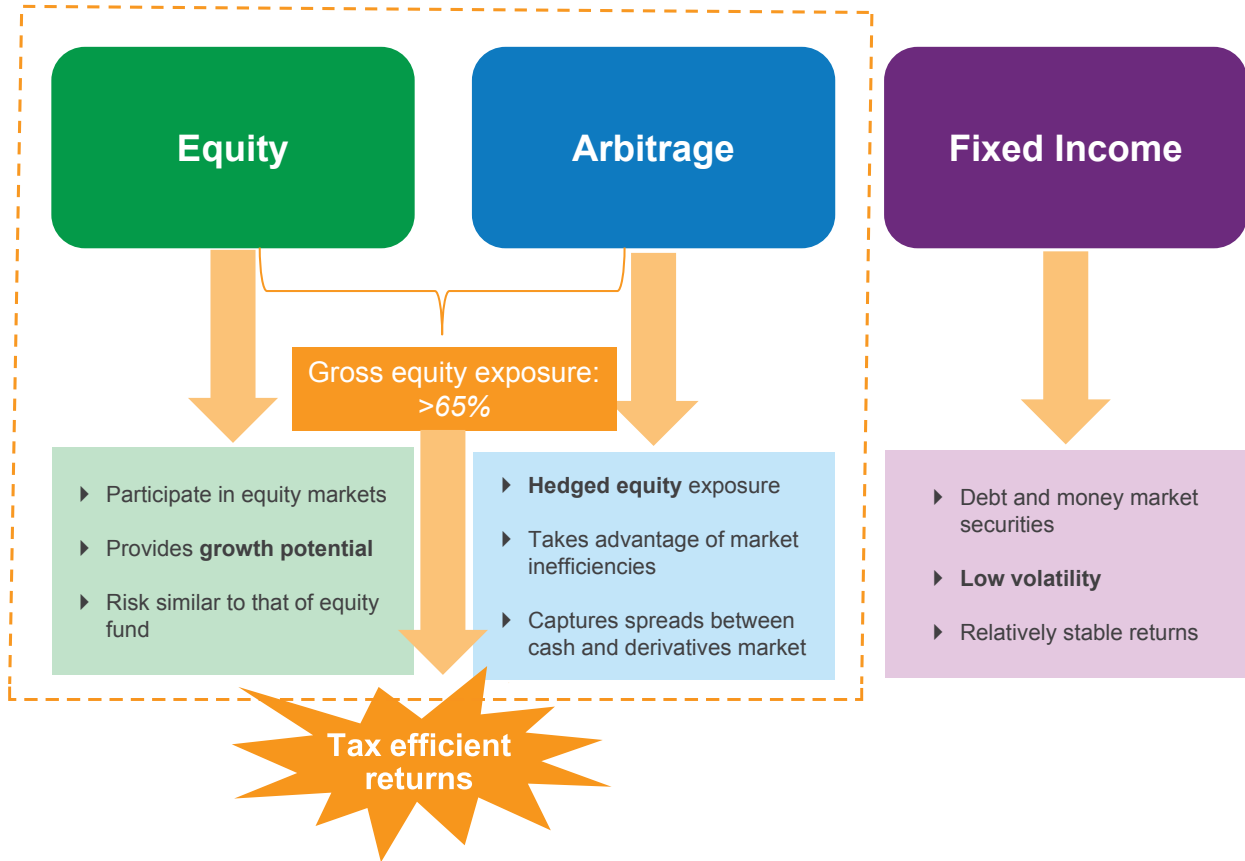 Equity
Arbitrage
Fixed Income
Gross equity exposure:
>65%
Participate in equity markets
Provides growth potential
Risk similar to that of equity
fund
Hedged equity exposure
Takes advantage of market
inefficiencies
Captures spreads between
cash and derivatives market
Debt and money market
securities
Low volatility
Relatively stable returns
Tax efficient
returns